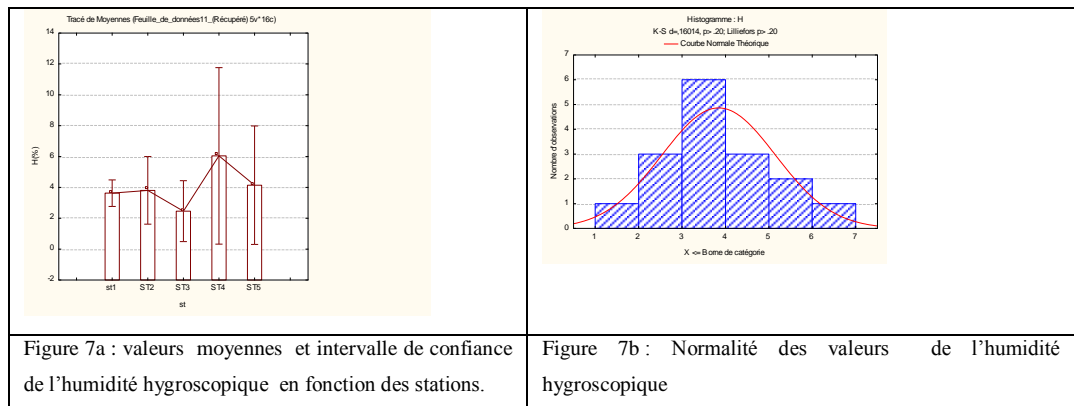 Tracé de Moyennes (Feuille_de_données11_(Récupéré) 5v*16c)
14
12
10
8
6
4
2
0
-2
H(%)
st1 ST2 ST3 ST4 ST5
st
Histogramme : H
K-S d=,16014, p> .20; Lilliefors p> .20
Courbe Normale Théorique
7
6
5
4
3
2
1
0
Nombre d'observations
1 2 3 4 5 6 7
X <= Borne de catégorie
Figure 7a : valeurs moyennes et intervalle de confiance
de l’humidité hygroscopique en fonction des stations.
Figure 7b : Normalité des valeurs de l’humidité
hygroscopique